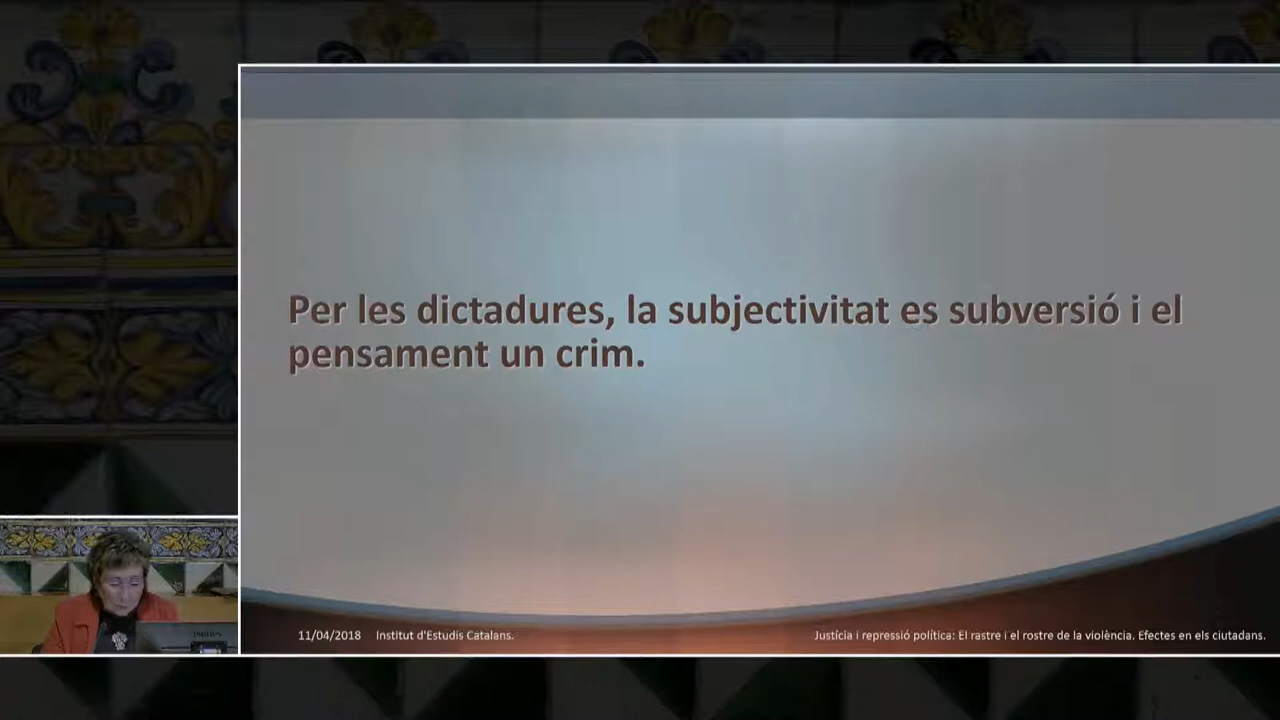 Per les dictadures, la subjectivitat es subversió i el
pensament un crim.
11/04/2018 Institut d'Estudis Catalans.
Justícia i repressió política: El rastre i el rostre de la violència. Efectes en els ciutadans.